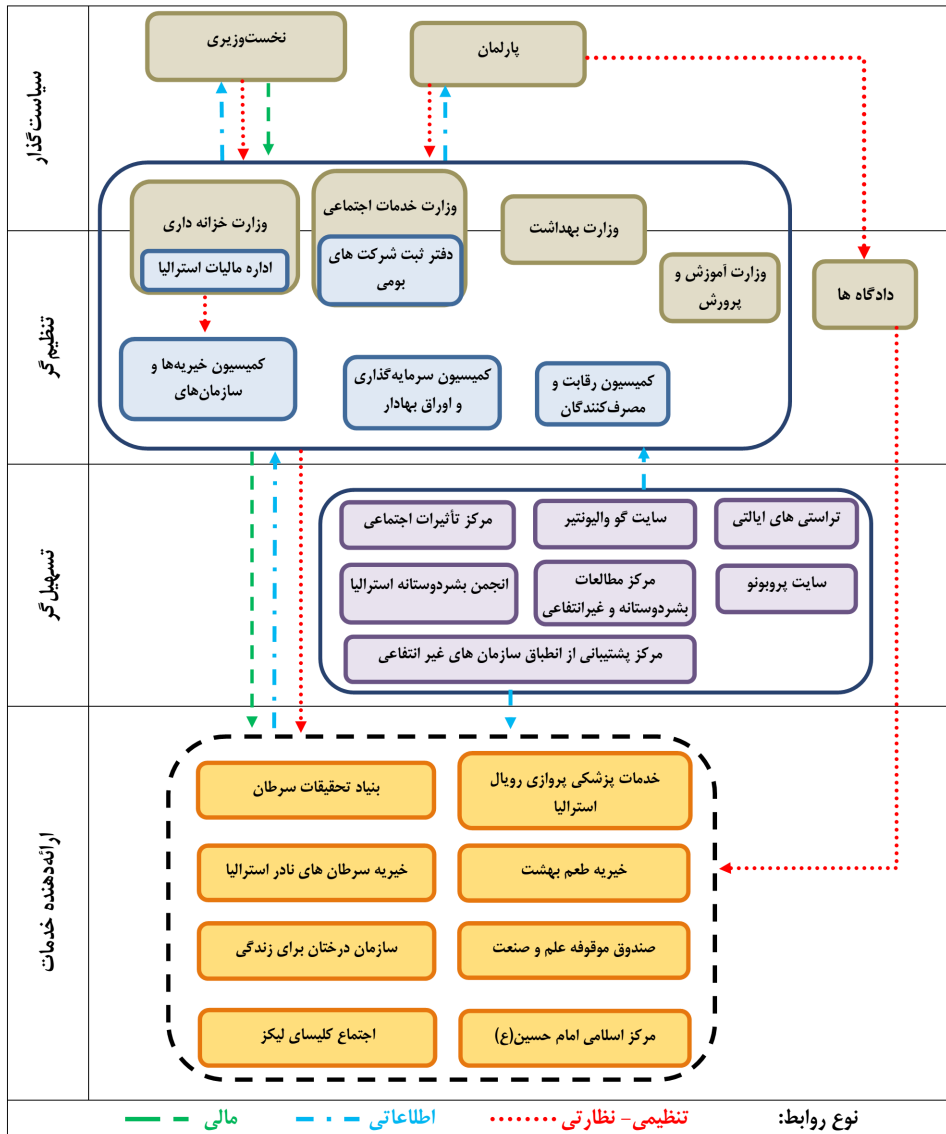 سیاست‌گذار
نخست‌وزیری
پارلمان
وزارت خزانه داری
وزارت خدمات اجتماعی
وزارت بهداشت
تنظیم‌گر
اداره مالیات استرالیا
دفتر ثبت شرکت های
بومی
وزارت آموزش و
پرورش
دادگاه ها
کمیسیون خیریه‌ها و
سازمان‌های
کمیسیون سرمایه‌گذاری
و اوراق بهادار
کمیسیون رقابت و
مصرف‌کنندگان
تسهیل‌گر
تراستی های ایالتی
سایت گو والیونتیر
مرکز تأثیرات اجتماعی
سایت پروبونو
مرکز مطالعات
بشردوستانه و غیرانتفاعی
انجمن بشردوستانه استرالیا
مرکز پشتیبانی از انطباق سازمان های غیر انتفاعی
ارائه‌دهنده خدمات
خدمات پزشکی پروازی رویال
استرالیا
بنیاد تحقیقات سرطان
خیریه طعم بهشت
خیریه سرطان های نادر استرالیا
صندوق موقوفه علم و صنعت
سازمان درختان برای زندگی
مرکز اسلامی امام حسین(ع)
اجتماع کلیسای لیکز
نوع روابط: تنظیمی- نظارتی اطلاعاتی مالی